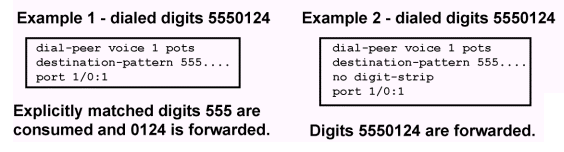 Example 1 - dialed digits 5550124
dial-peer voice 1 pots
destination-pattern 555....
port 1/0:1
Explicitly matched digits 555 are
consumed and 0124 is forwarded.
Example 2 - dialed digits 5550124
dial-peer voice 1 pots
destination-pattern 555....
no digit-strip
port 1/0:1
Digits 5550124 are forwarded.